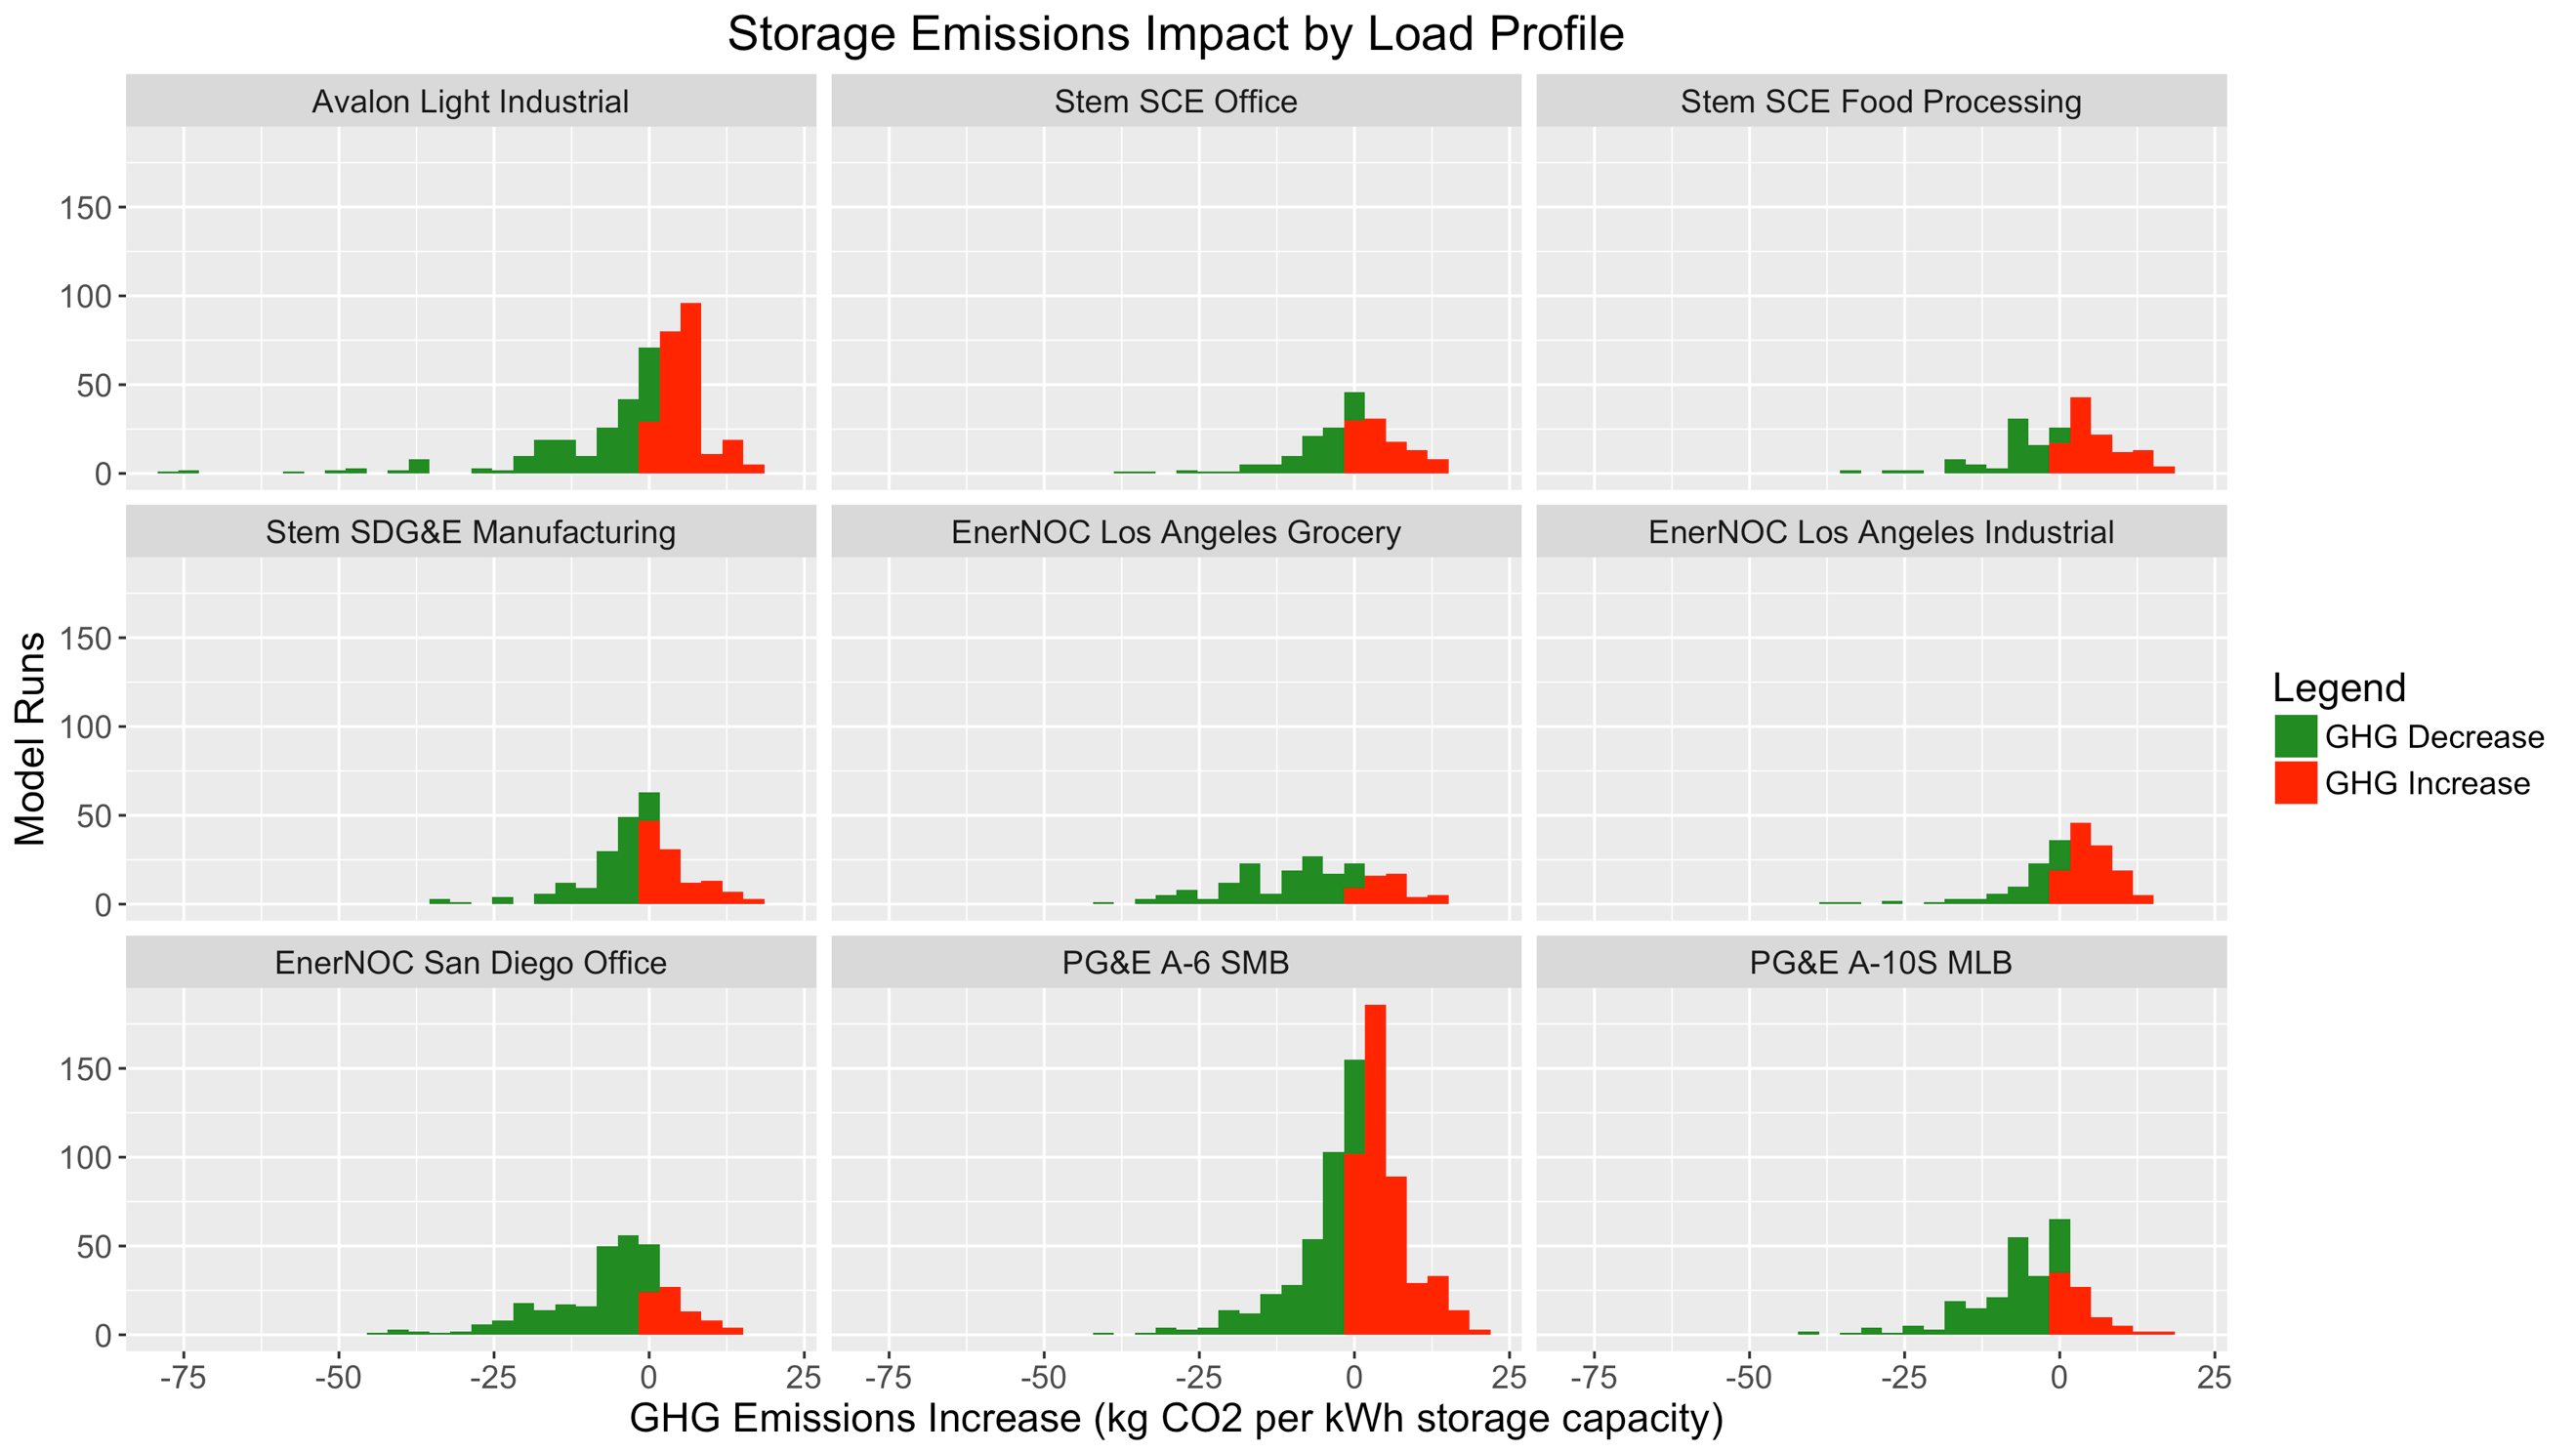 Storage Emissions Impact by Load Profile
Avalon Light Industrial
Stem SCE Office
Stem SCE Food Processing
150
100
50
0
Stem SDG&E Manufacturing
EnerNOC Los Angeles Grocery
EnerNOC Los Angeles Industrial
Model Runs
150
100
50
0
Legend
GHG Decrease
GHG Increase
EnerNOC San Diego Office
PG&E A-6 SMB
PG&E A-10S MLB
150
100
50
0
-75 -50 -25 0 25 -75 -50 -25 0 25 -75 -50 -25 0 25
GHG Emissions Increase (kg CO2 per kWh storage capacity)